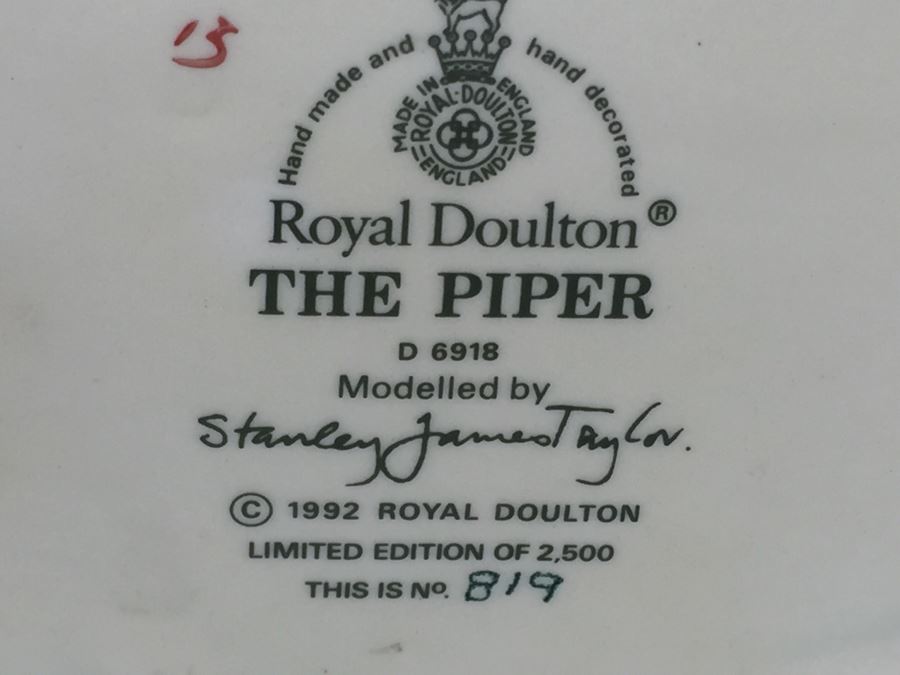 15
Hand made and hand decorated
MADE IN ENGLAND
ROYAL·DOULTON
ENGLAND
Royal Doulton®
THE PIPER
D 6918
Modelled by
Stanley James Taylor.
© 1992 ROYAL DOULTON
LIMITED EDITION OF 2,500
THIS IS Nº. 819